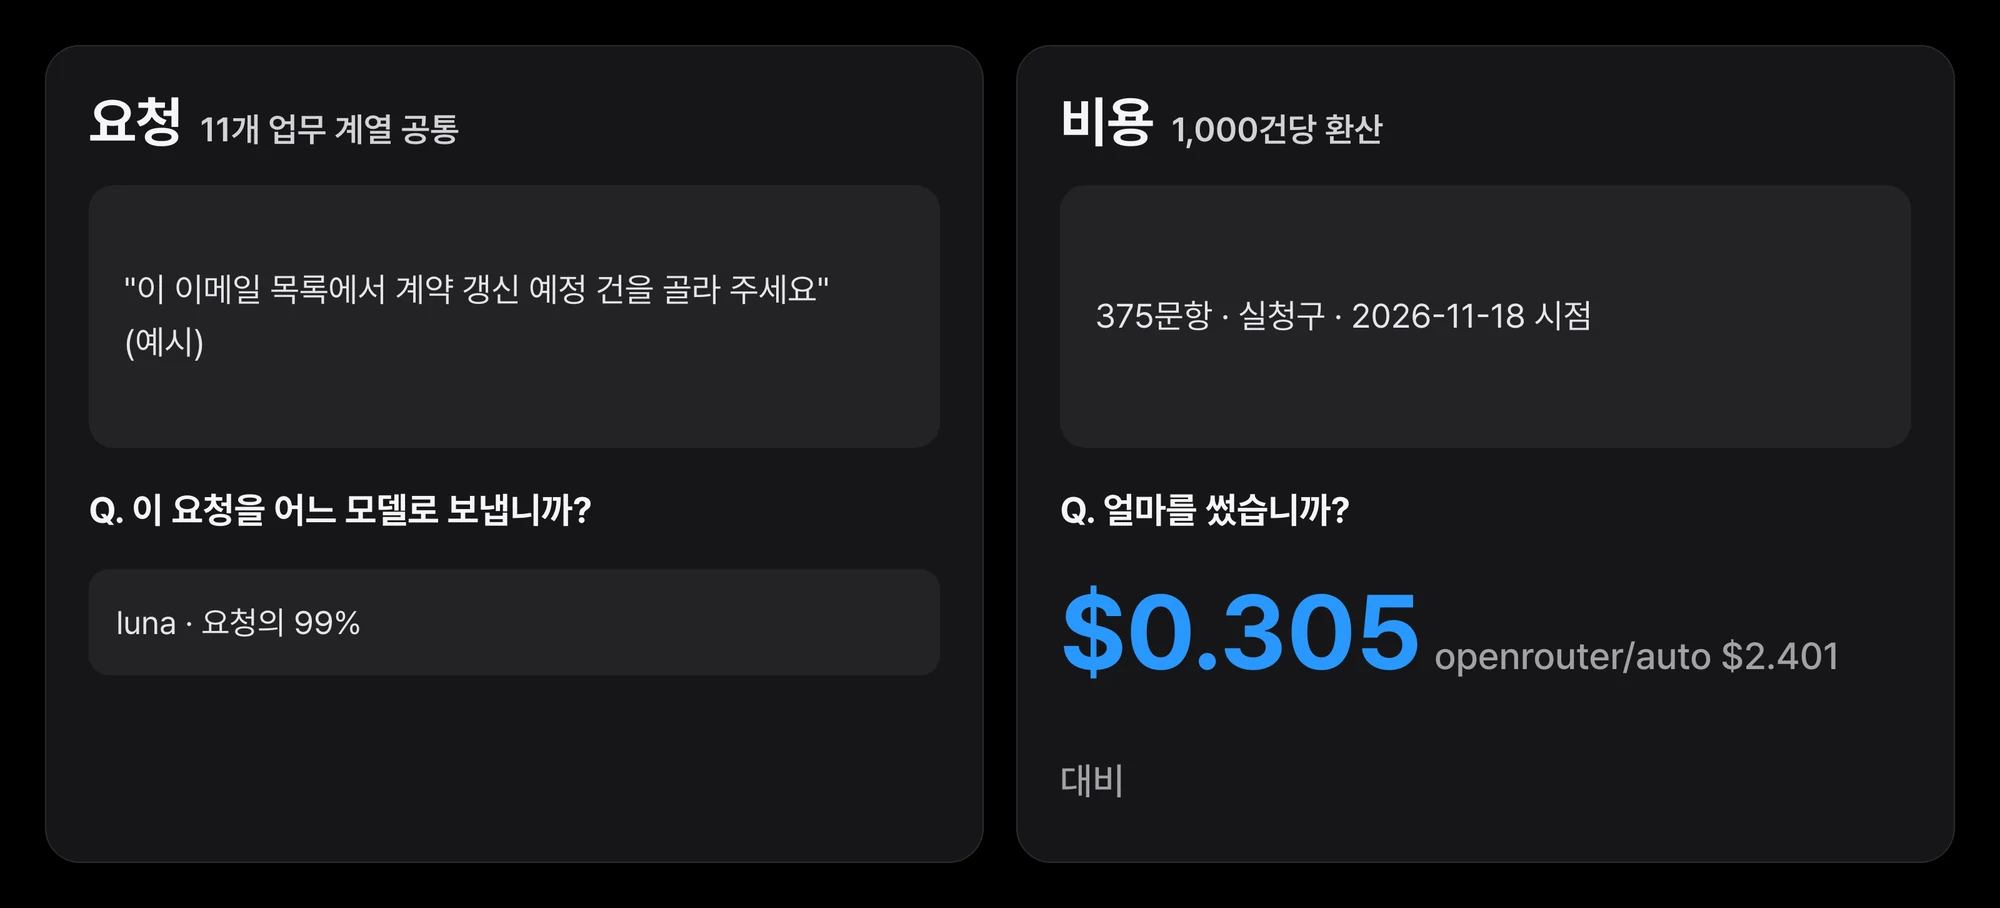 요청 11개 업무 계열 공통
"이 이메일 목록에서 계약 갱신 예정 건을 골라 주세요"
(예시)
Q. 이 요청을 어느 모델로 보냅니까?
luna · 요청의 99%
비용 1,000건당 환산
375문항 · 실청구 · 2026-11-18 시점
Q. 얼마를 썼습니까?
$0.305 openrouter/auto $2.401
대비